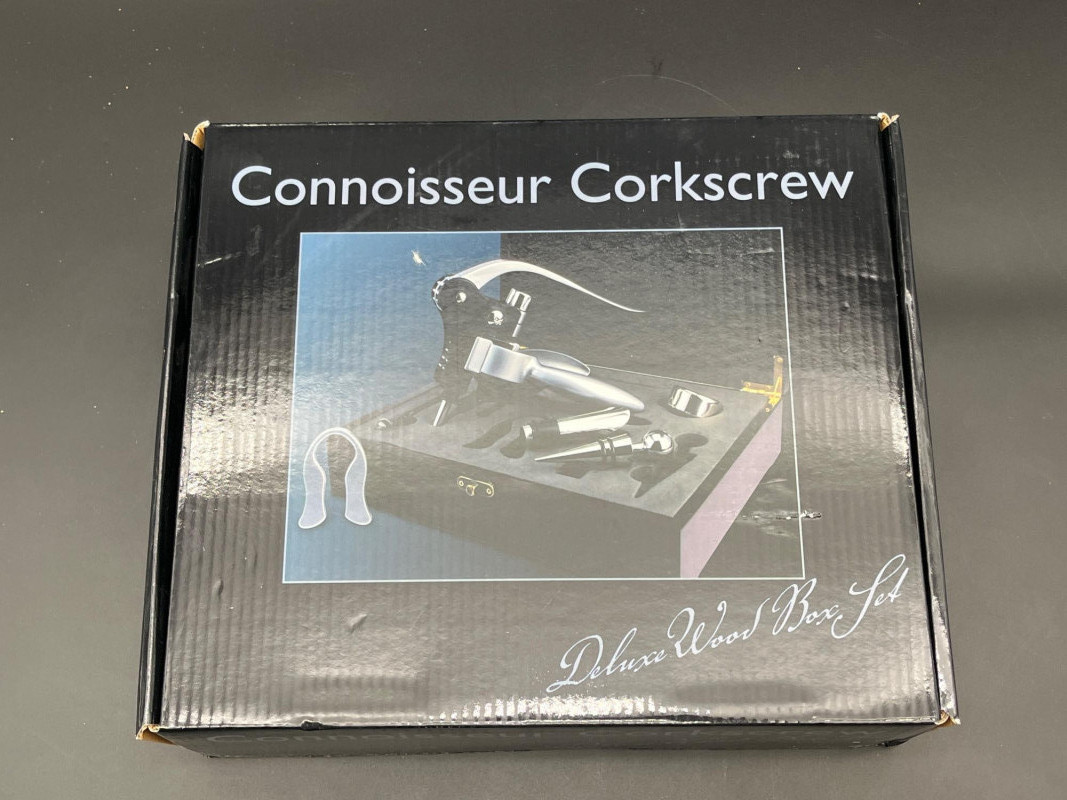 Connoisseur Corkscrew
Deluxe Wood Box Set